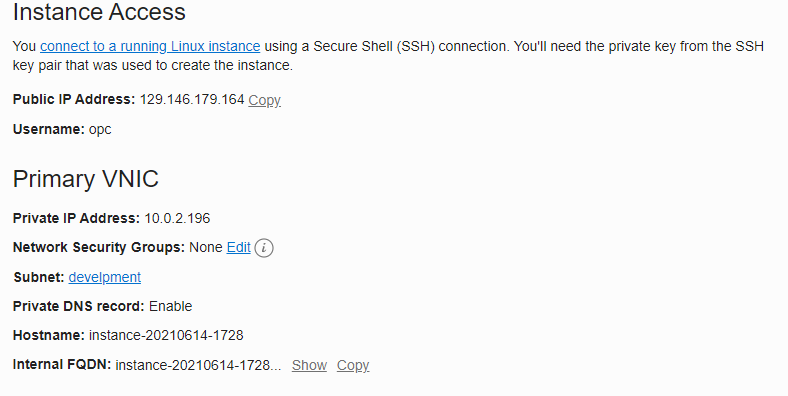 Instance Access
You connect to a running Linux instance using a Secure Shell (SSH) connection. You'll need the private key from the SSH
key pair that was used to create the instance.
Public IP Address: 129.146.179.164 Copy
Username: opc
Primary VNIC
Private IP Address: 10.0.2.196
Network Security Groups: None Edit i
Subnet: develpment
Private DNS record: Enable
Hostname: instance-20210614-1728
Internal FQDN: instance-20210614-1728... Show Copy